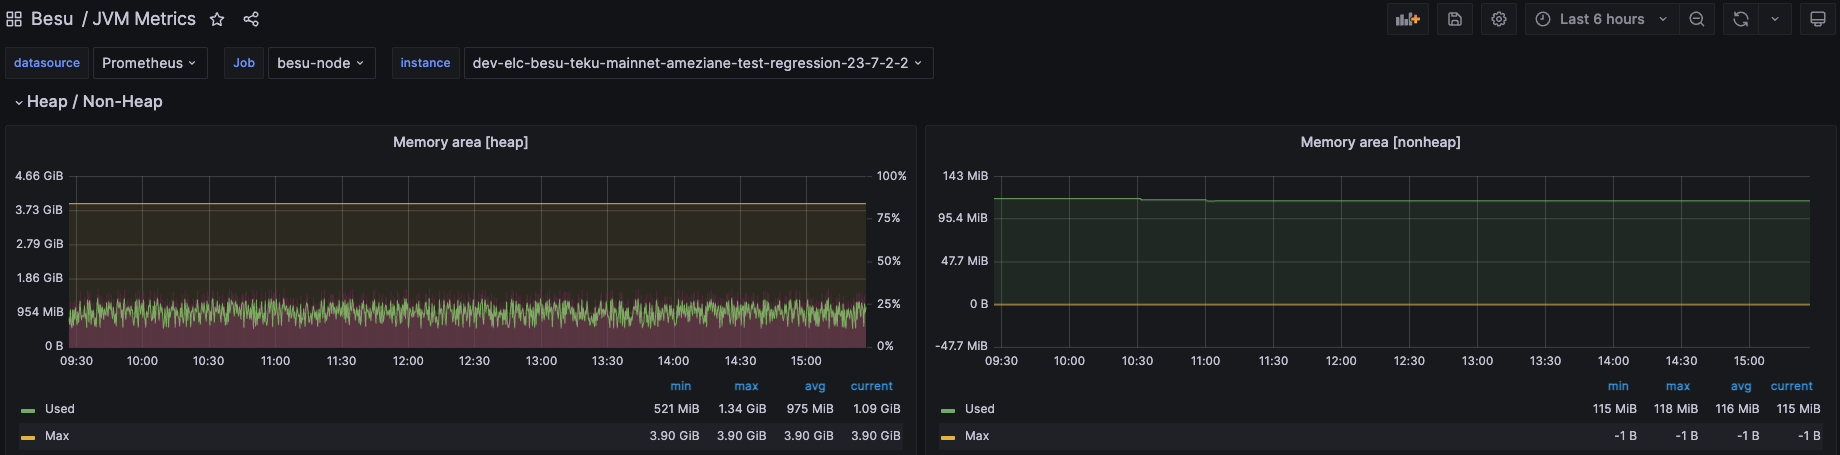 Besu / JVM Metrics
Last 6 hours
datasource Prometheus Job besu-node instance dev-elc-besu-teku-mainnet-ameziane-test-regression-23-7-2-2
Heap / Non-Heap
Memory area [heap]
4.66 GiB 100%
3.73 GiB 75%
2.79 GiB 50%
1.86 GiB 25%
954 MiB
0 B 0%
09:30 10:00 10:30 11:00 11:30 12:00 12:30 13:00 13:30 14:00 14:30 15:00
min max avg current
Used 521 MiB 1.34 GiB 975 MiB 1.09 GiB
Max 3.90 GiB 3.90 GiB 3.90 GiB 3.90 GiB
Memory area [nonheap]
143 MiB
95.4 MiB
47.7 MiB
0 B
-47.7 MiB
09:30 10:00 10:30 11:00 11:30 12:00 12:30 13:00 13:30 14:00 14:30 15:00
min max avg current
Used 115 MiB 118 MiB 116 MiB 115 MiB
Max -1 B -1 B -1 B -1 B